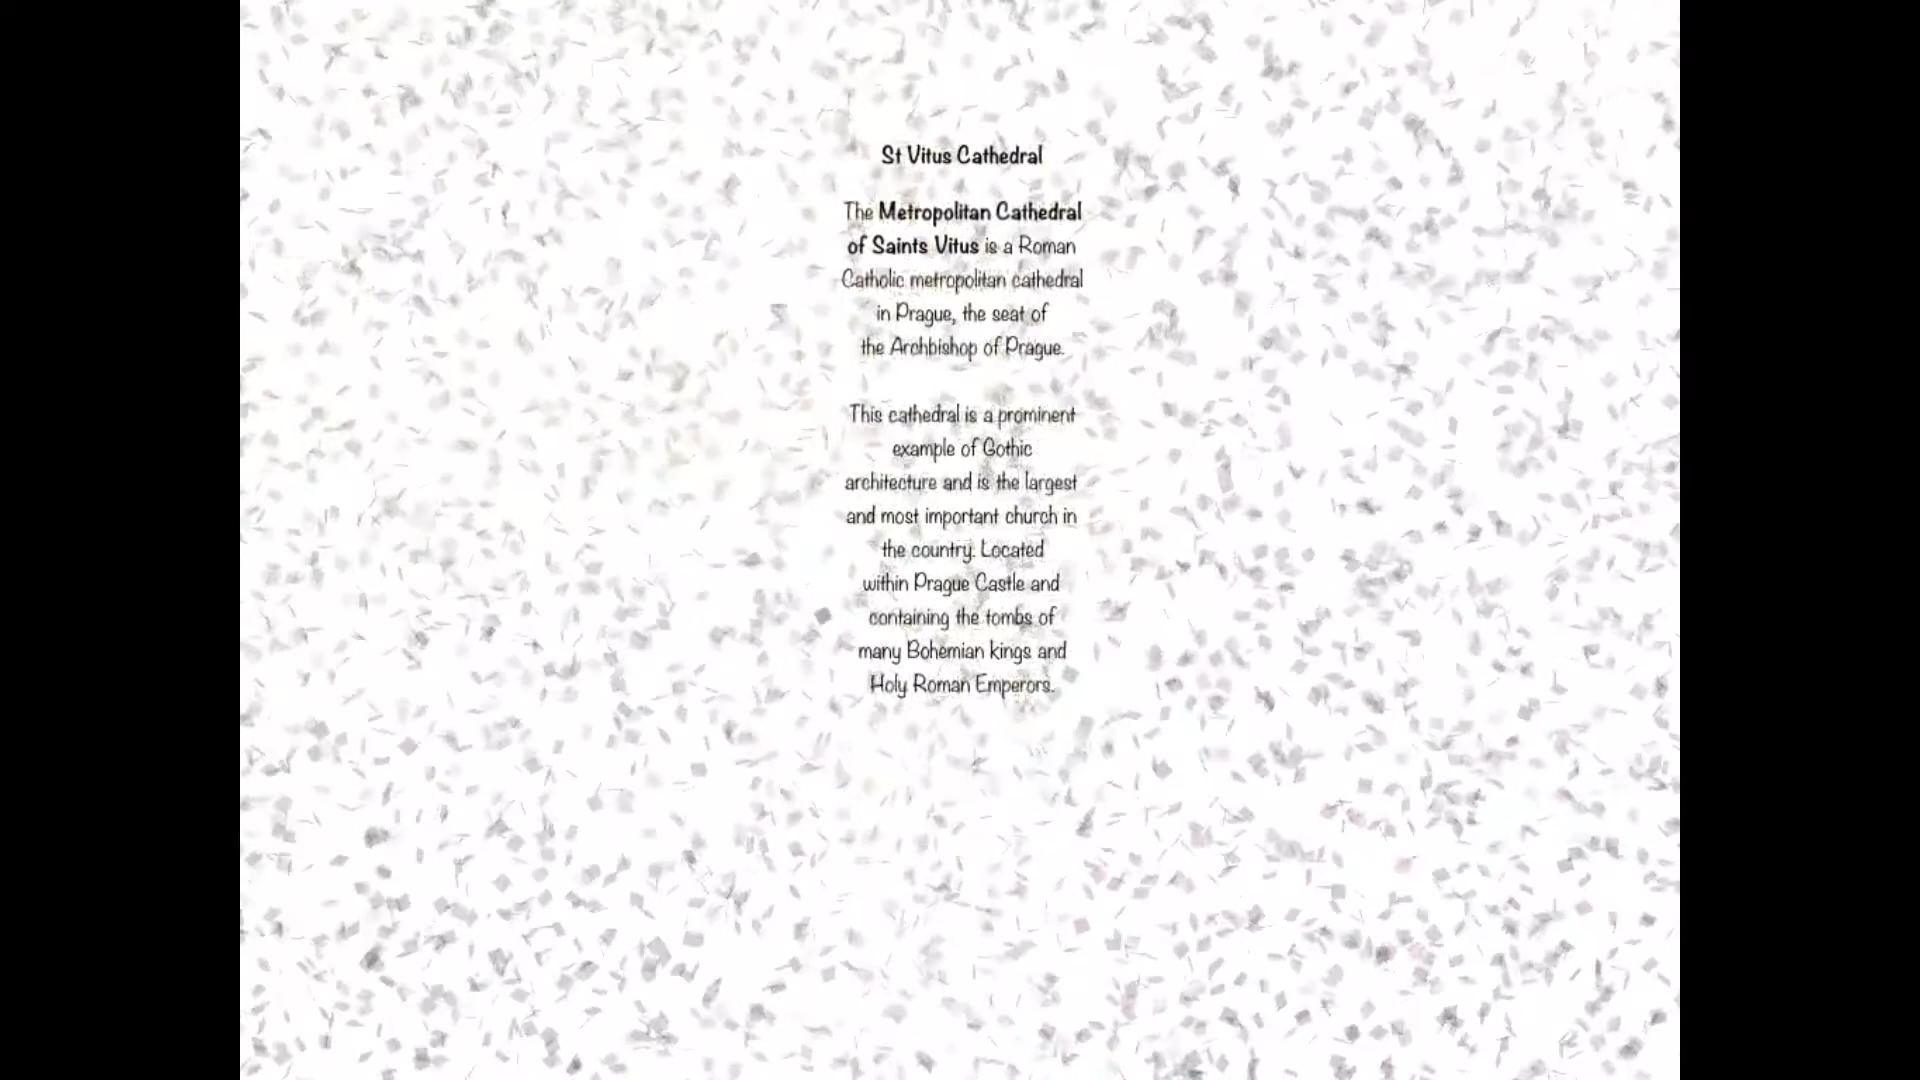 St Vitus Cathedral
The Metropolitan Cathedral
of Saints Vitus is a Roman
Catholic metropolitan cathedral
in Prague, the seat of
the Archbishop of Prague.
This cathedral is a prominent
example of Gothic
architecture and is the largest
and most important church in
the country. Located
within Prague Castle and
containing the tombs of
many Bohemian kings and
Holy Roman Emperors.